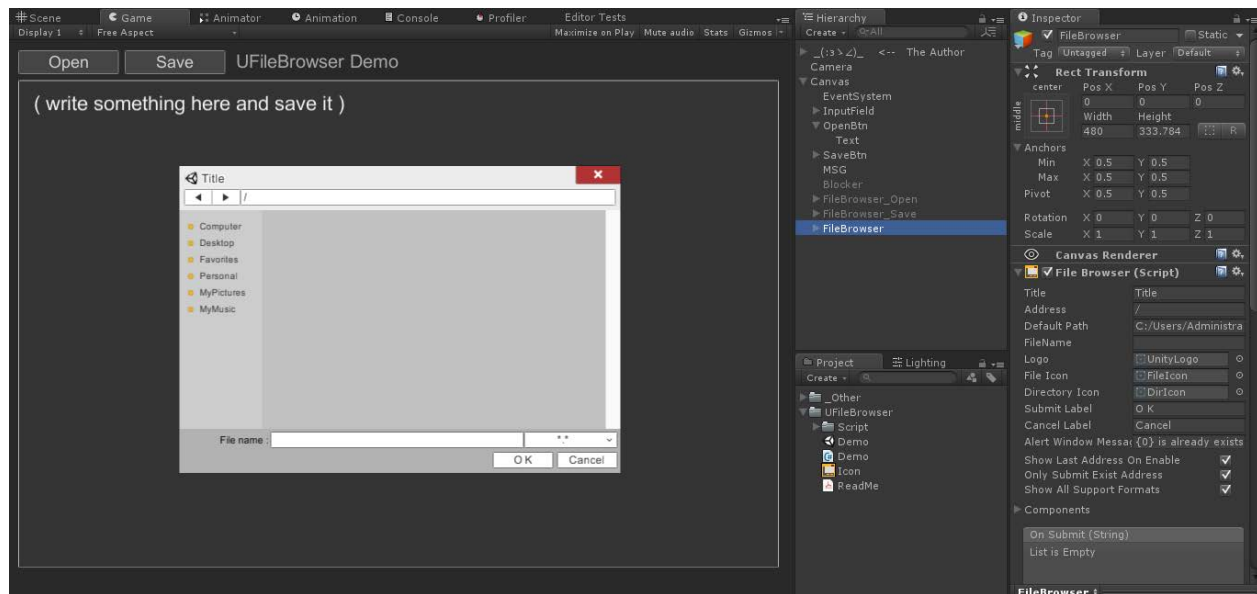 Scene Game Animator Animation Console Profiler Editor Tests
Display 1 Free Aspect Maximize on Play Mute audio Stats Gizmos
Open Save UFileBrowser Demo
( write something here and save it )
Title
/
Computer
Desktop
Favorites
Personal
MyPictures
MyMusic
File name : *.*
O K Cancel
Hierarchy
Create All
_(:3 > ∠)_ <-- The Author
Camera
Canvas
EventSystem
InputField
OpenBtn
Text
SaveBtn
MSG
Blocker
FileBrowser_Open
FileBrowser_Save
FileBrowser
Project Lighting
Create
_Other
UFileBrowser
Script
Demo
Demo
Icon
ReadMe
Inspector
FileBrowser Static
Tag Untagged Layer Default
Rect Transform
center Pos X Pos Y Pos Z
middle 0 0 0
Width Height
480 333.784 R
Anchors
Min X 0.5 Y 0.5
Max X 0.5 Y 0.5
Pivot X 0.5 Y 0.5
Rotation X 0 Y 0 Z 0
Scale X 1 Y 1 Z 1
Canvas Renderer
File Browser (Script)
Title Title
Address /
Default Path C:/Users/Administra
FileName
Logo UnityLogo
File Icon FileIcon
Directory Icon DirIcon
Submit Label O K
Cancel Label Cancel
Alert Window Messa {0} is already exists
Show Last Address On Enable
Only Submit Exist Address
Show All Support Formats
Components
On Submit (String)
List is Empty
FileBrowser